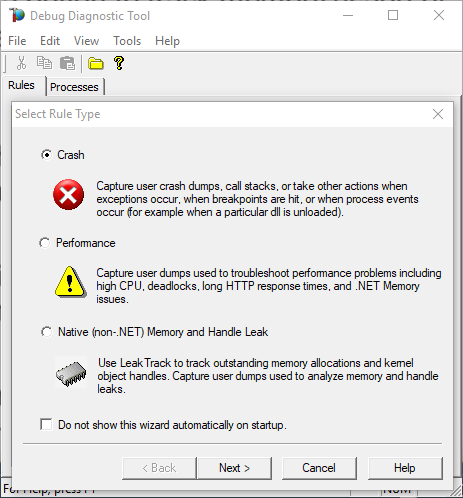 Debug Diagnostic Tool
File Edit View Tools Help
Rules Processes
Select Rule Type
Crash
Capture user crash dumps, call stacks, or take other actions when
exceptions occur, when breakpoints are hit, or when process events
occur (for example when a particular dll is unloaded).
Perfomance
Capture user dumps used to troubleshoot perfomance problems including
high CPU, deadlocks, long HTTP response times, and .NET Memory
issues.
Native (non-.NET) Memory and Handle Leak
Use LeakTrack to track outstanding memory allocations and kernel
object handles. Capture user dumps used to analyze memory and handle
leaks.
Do not show this wizard automatically on startup.
< Back Next > Cancel Help
For Help, press F1 NUM